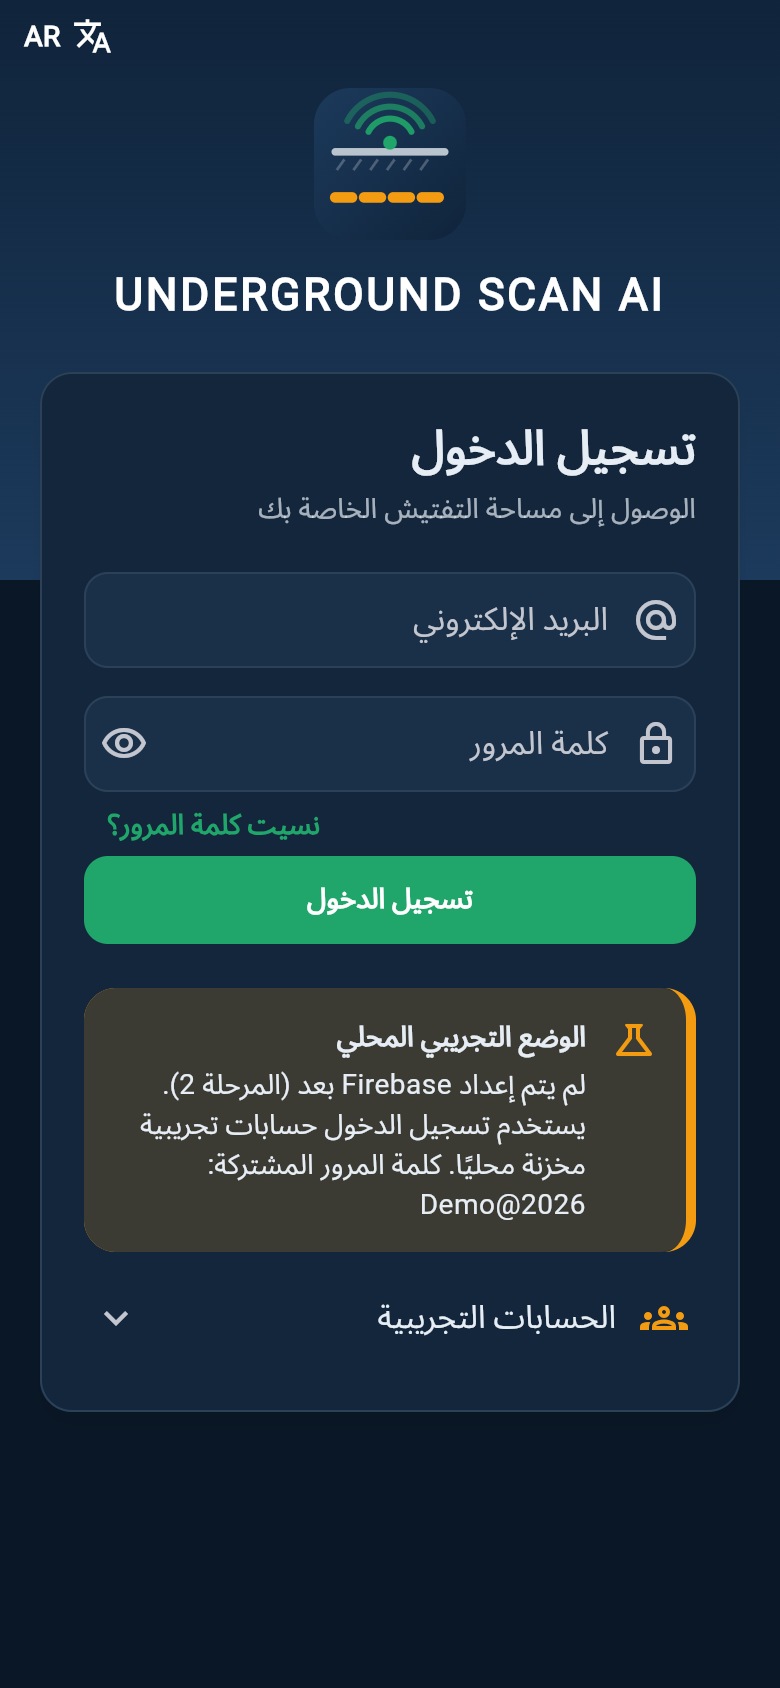 AR
UNDERGROUND SCAN AI
تسجيل الدخول
الوصول إلى مساحة التفتيش الخاصة بك
البريد الإلكتروني
كلمة المرور
نسيت كلمة المرور؟
تسجيل الدخول
الوضع التجريبي المحلي
لم يتم إعداد Firebase بعد (المرحلة 2).
يستخدم تسجيل الدخول حسابات تجريبية
مخزنة محليًا. كلمة المرور المشتركة:
Demo@2026
الحسابات التجريبية